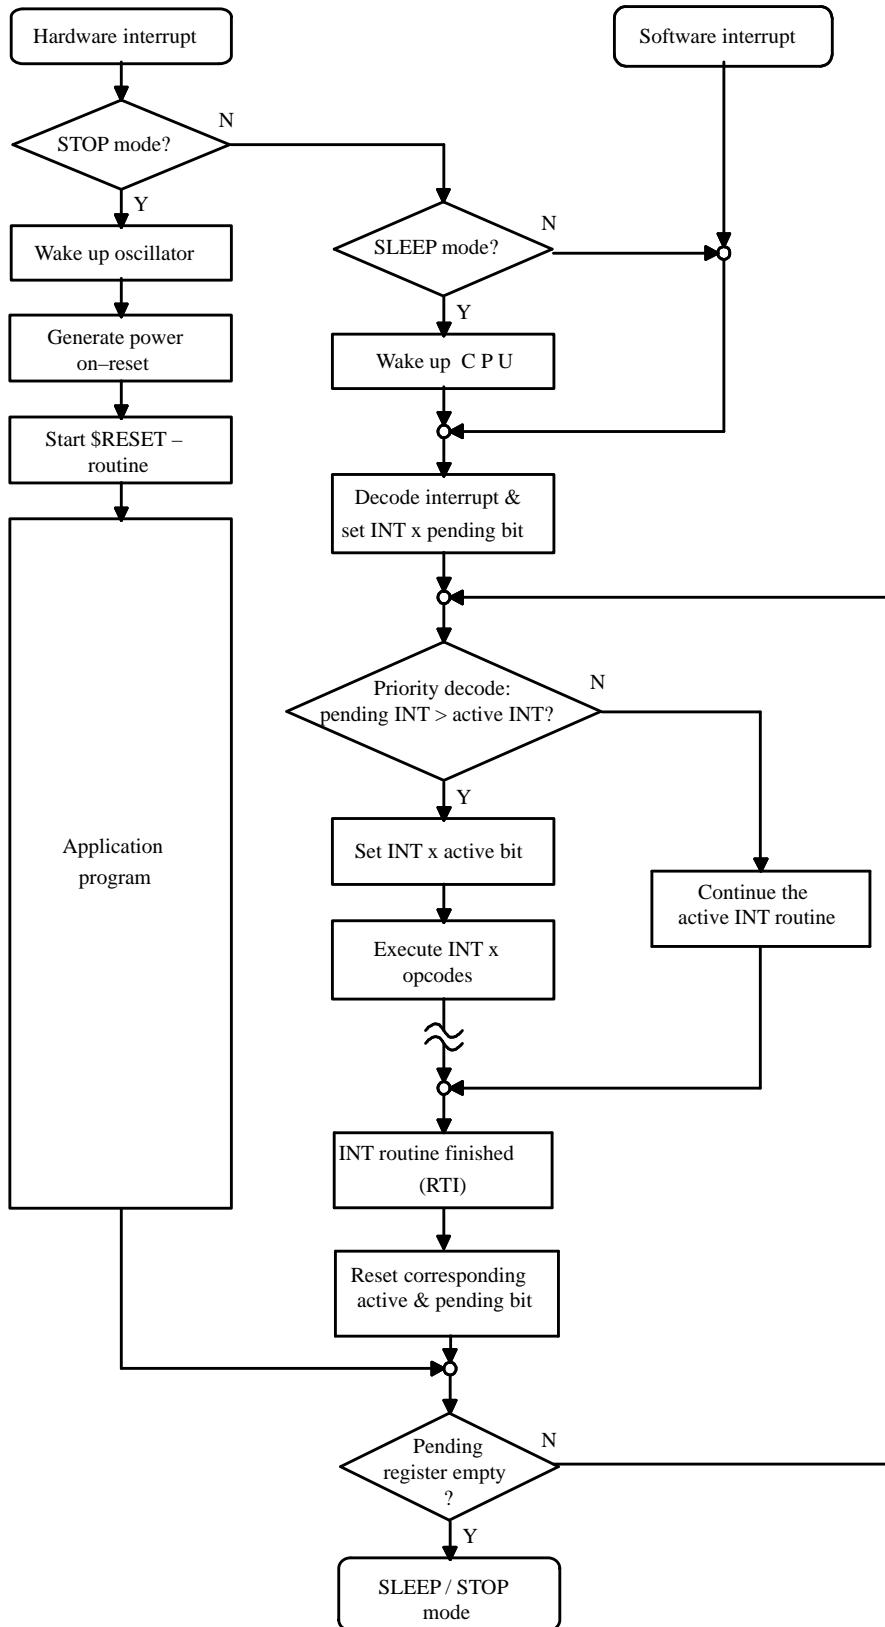 Hardware interrupt
Software interrupt
N
STOP mode?
Y
N
SLEEP mode?
Wake up oscillator
Y
Generate power
on–reset
Wake up C P U
Start $RESET –
routine
Decode interrupt &
set INT x pending bit
Priority decode:
pending INT > active INT?
N
Y
Application
program
Set INT x active bit
Continue the
active INT routine
Execute INT x
opcodes
INT routine finished
(RTI)
Reset corresponding
active & pending bit
Pending
register empty
?
N
Y
SLEEP / STOP
mode